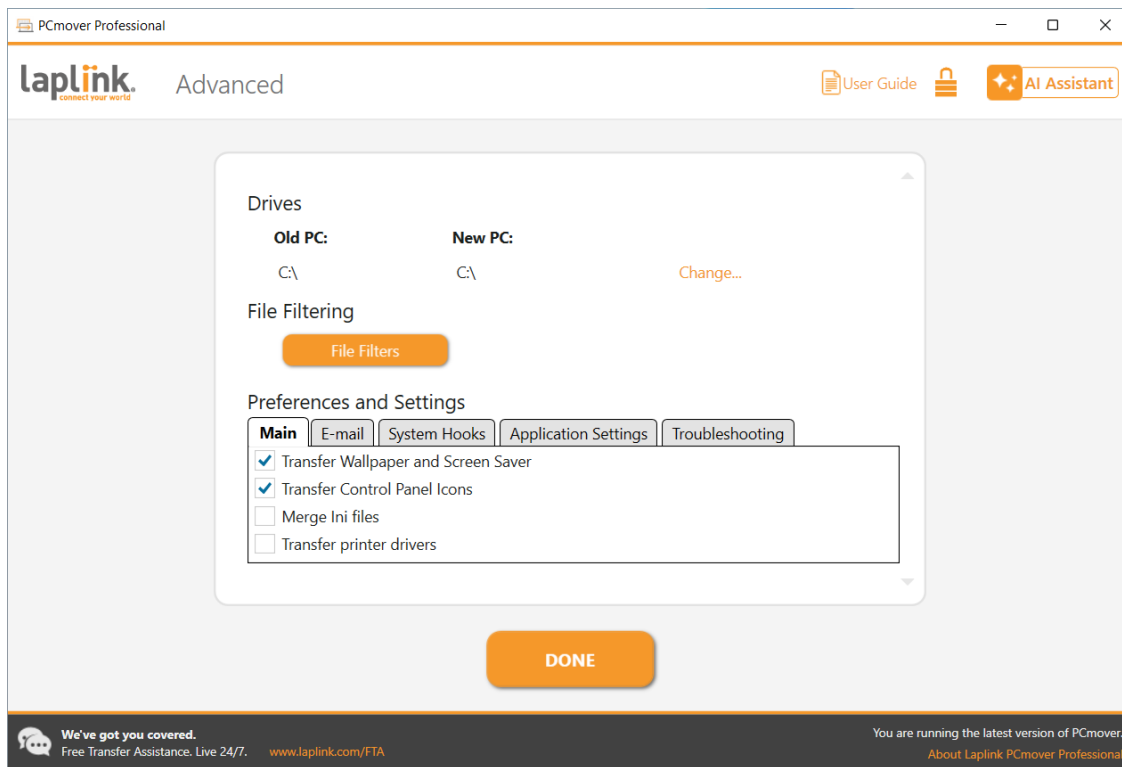 PCmover Professional
laplink.
connect your world
Advanced
User Guide
AI Assistant
Drives
Old PC: New PC:
C:\ C:\ Change...
File Filtering
File Filters
Preferences and Settings
Main E-mail System Hooks Application Settings Troubleshooting
Transfer Wallpaper and Screen Saver
Transfer Control Panel Icons
Merge Ini files
Transfer printer drivers
DONE
We've got you covered.
Free Transfer Assistance. Live 24/7. www.laplink.com/FTA
You are running the latest version of PCmover.
About Laplink PCmover Professional